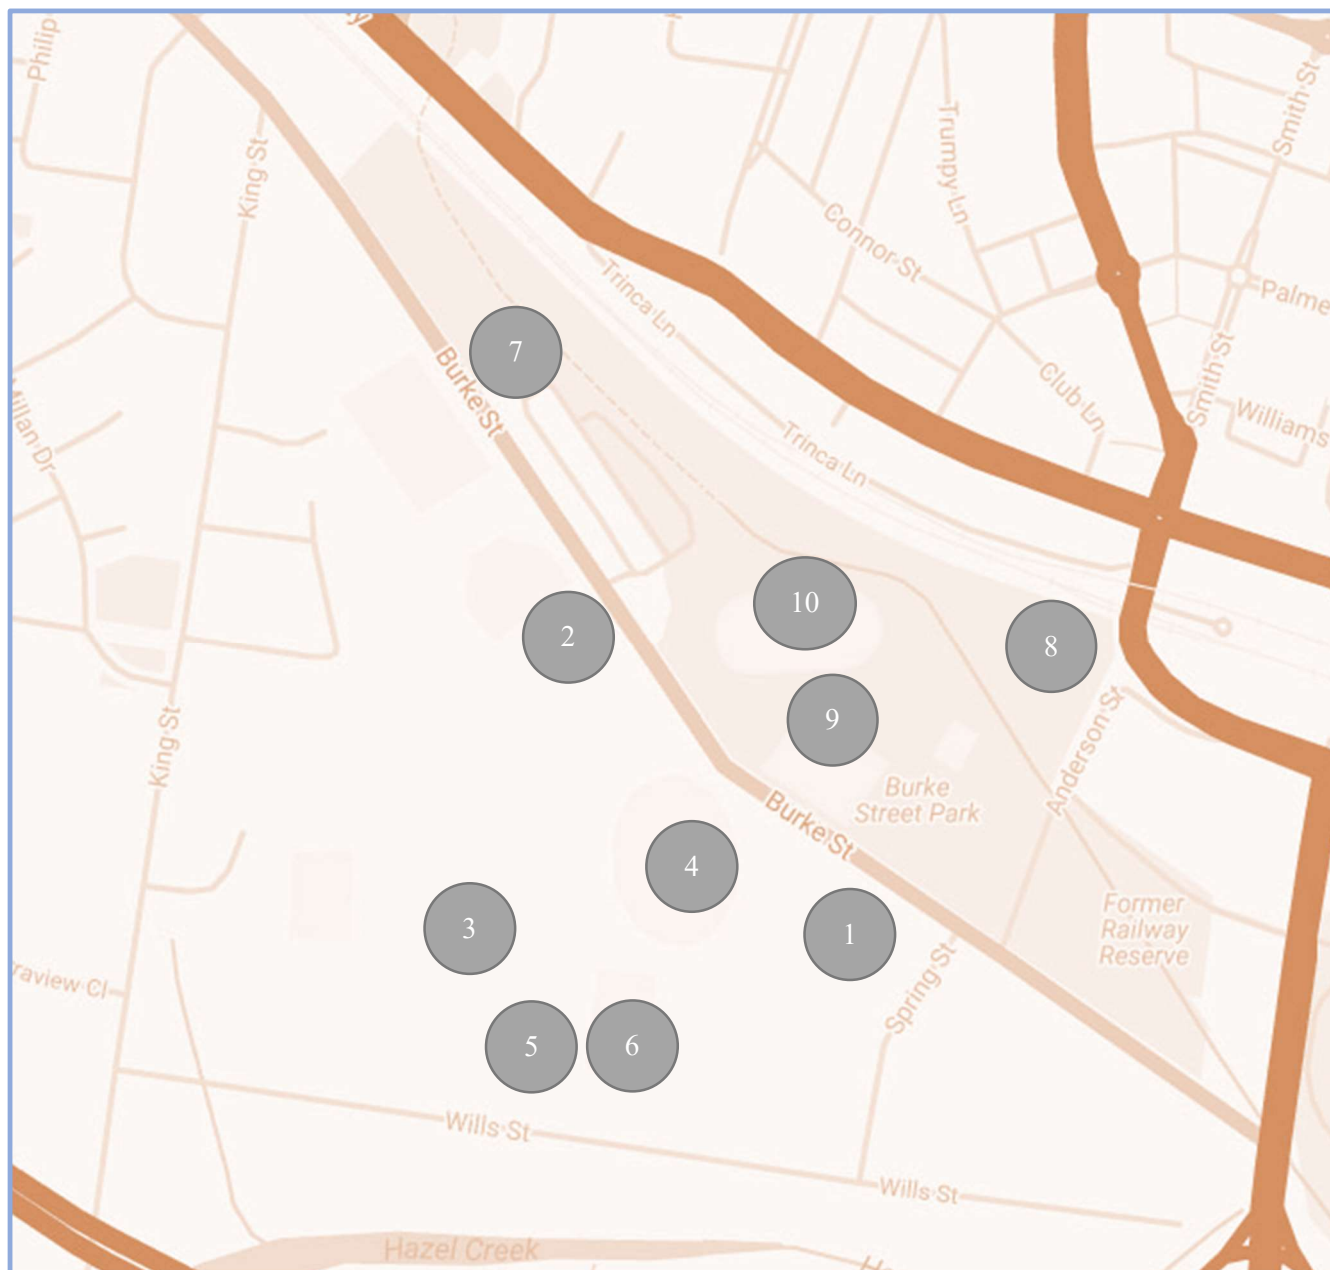 Philip
King St
Trumpy Ln
Smith St
Connor St
Palme
Trinca Ln
7
Burke St
Club Ln
Smith St
Williams
Millan Dr
Trinca Ln
10
2
8
9
King St
Anderson St
Burke
Street Park
Burke St
4
3
1
Former
Railway
Reserve
raview Cl
Spring St
5
6
Wills St
Wills St
Hazel Creek